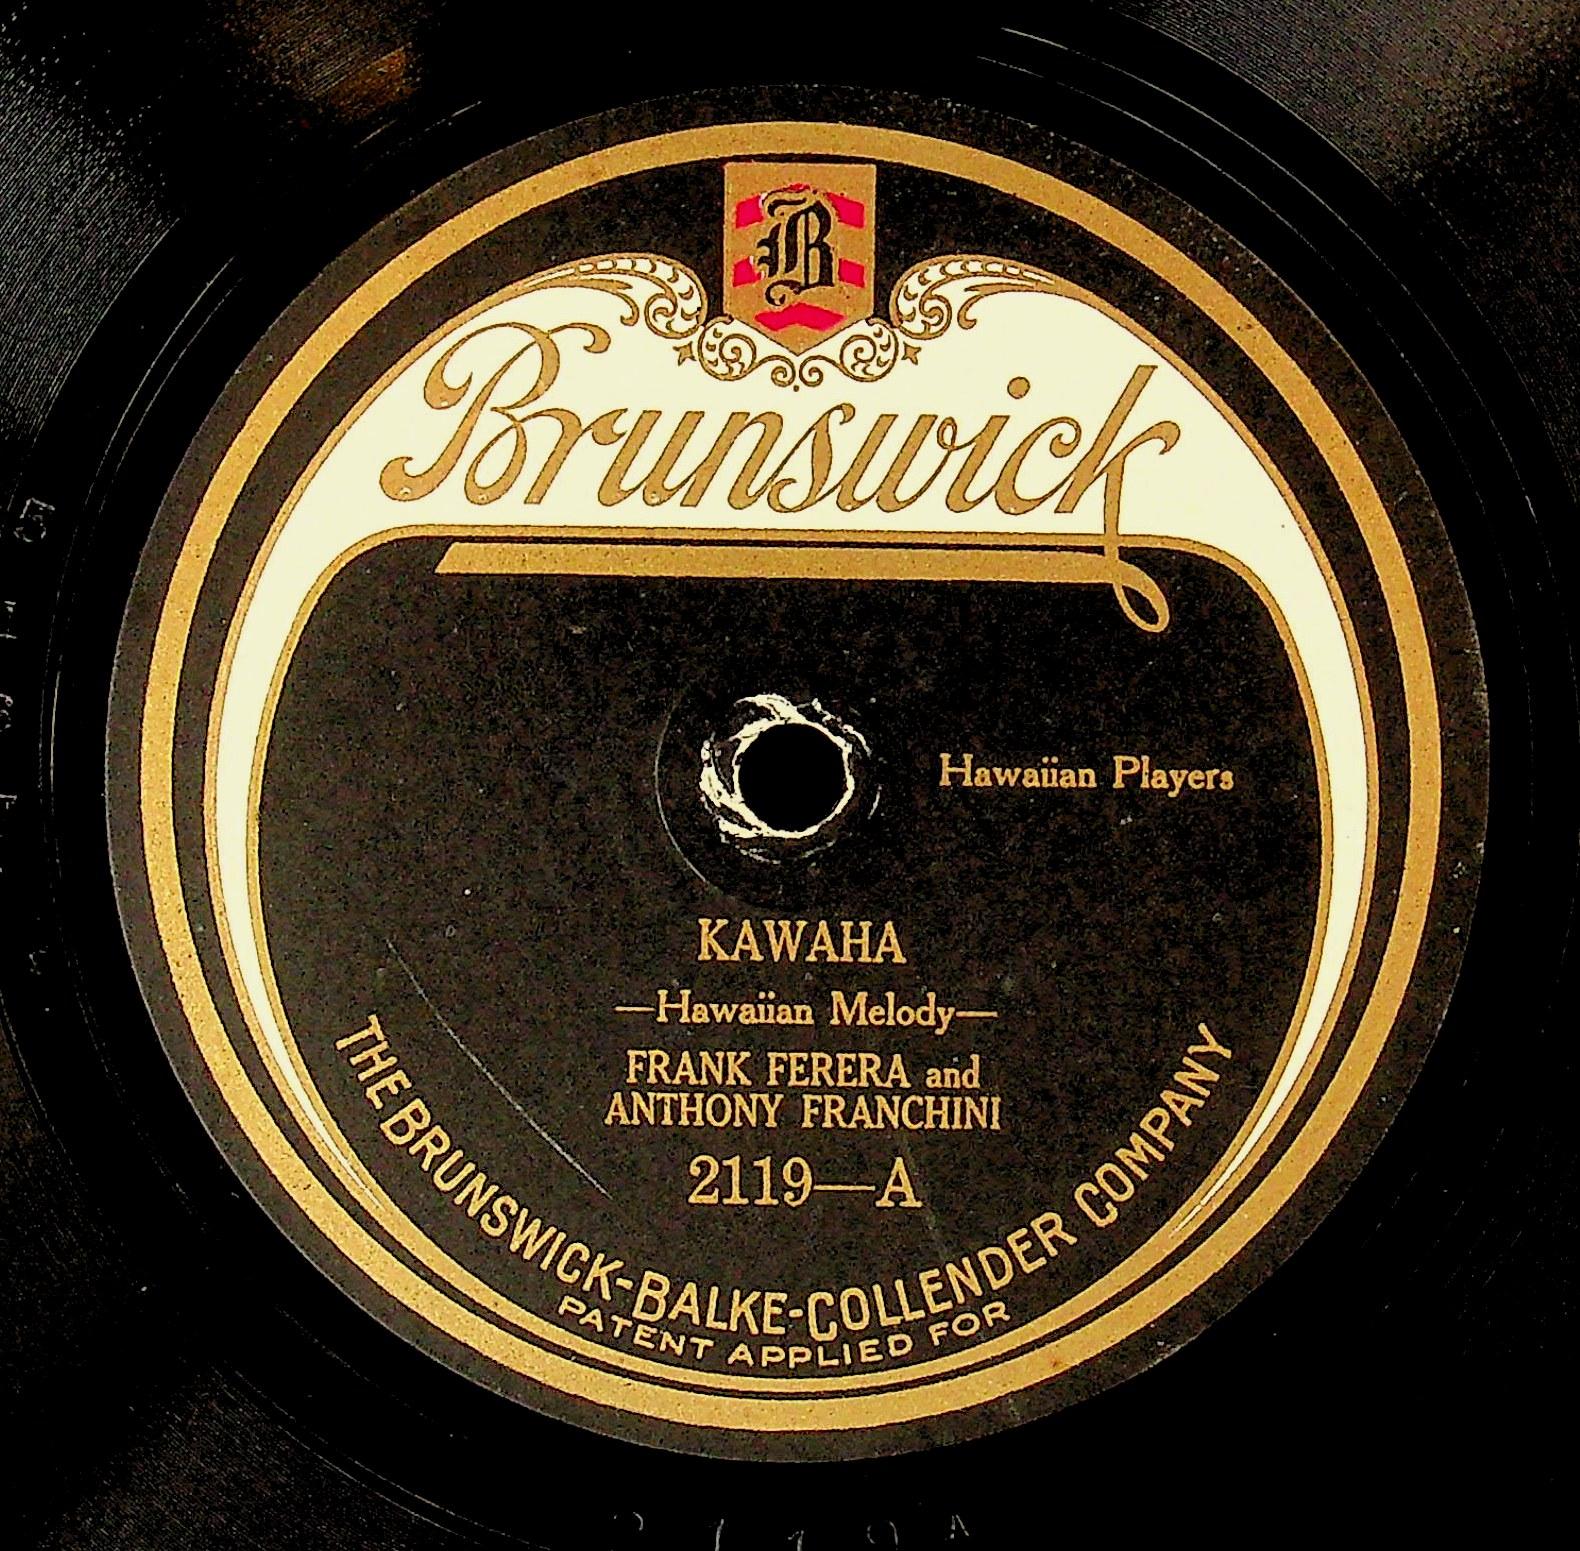 B
Brunswick
Hawaiian Players
KAWAHA
—Hawaiian Melody—
FRANK FERERA and
ANTHONY FRANCHINI
2119—A
THE BRUNSWICK-BALKE-COLLENDER COMPANY
PATENT APPLIED FOR
2119A